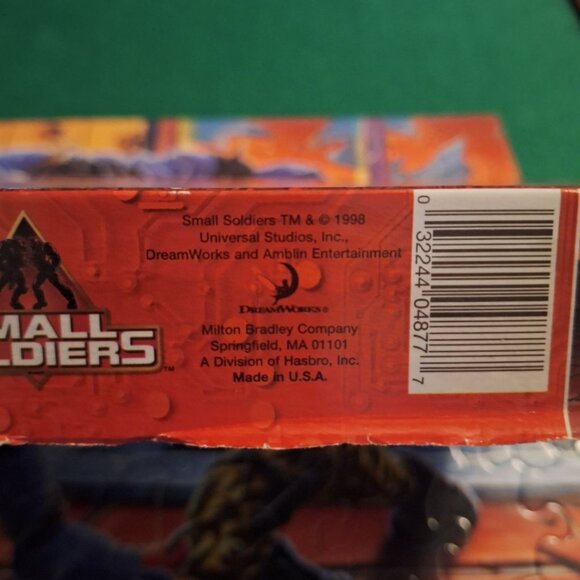 Small Soldiers TM & © 1998
Universal Studios, Inc.,
DreamWorks and Amblin Entertainment
DREAMWORKS®
Milton Bradley Company
Springfield, MA 01101
A Division of Hasbro, Inc.
Made in U.S.A.
MALL
LDIERS™
0 32244 04877 7